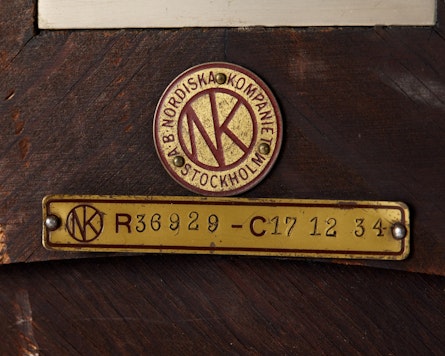 A·B·NORDISKA KOMPANIET
STOCKHOLM
NK
NK R36929 - C17 12 34